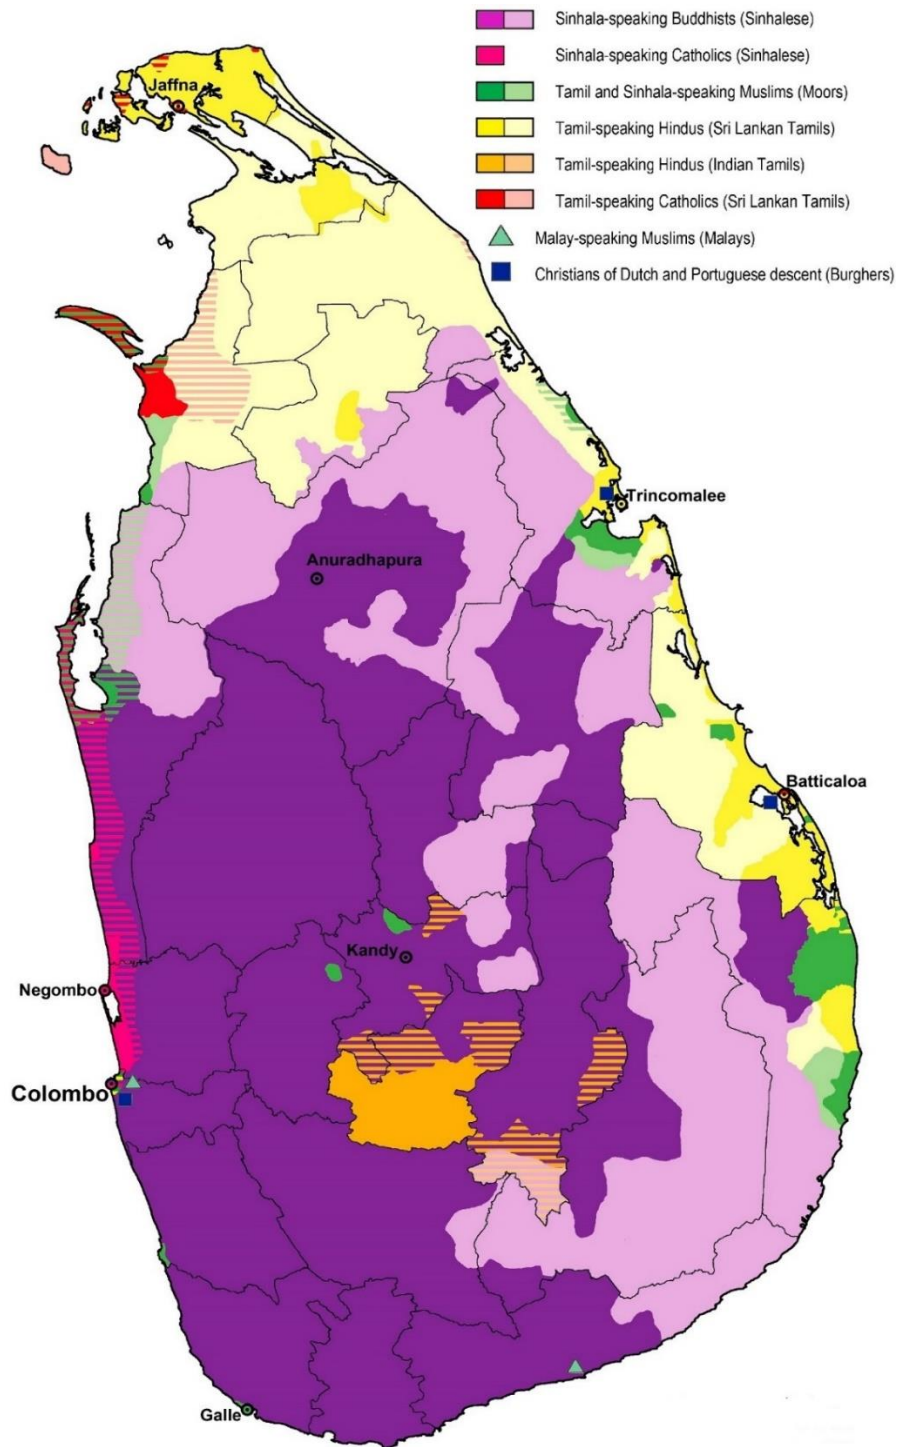 Sinhala-speaking Buddhists (Sinhalese)
Sinhala-speaking Catholics (Sinhalese)
Tamil and Sinhala-speaking Muslims (Moors)
Tamil-speaking Hindus (Sri Lankan Tamils)
Tamil-speaking Hindus (Indian Tamils)
Tamil-speaking Catholics (Sri Lankan Tamils)
Malay-speaking Muslims (Malays)
Christians of Dutch and Portuguese descent (Burghers)
Jaffna
Trincomalee
Anuradhapura
Batticaloa
Kandy
Negombo
Colombo
Galle